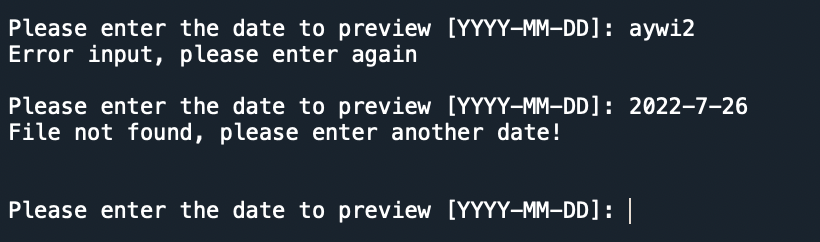 Please enter the date to preview [YYYY-MM-DD]: aywi2
Error input, please enter again
Please enter the date to preview [YYYY-MM-DD]: 2022-7-26
File not found, please enter another date!
Please enter the date to preview [YYYY-MM-DD]: